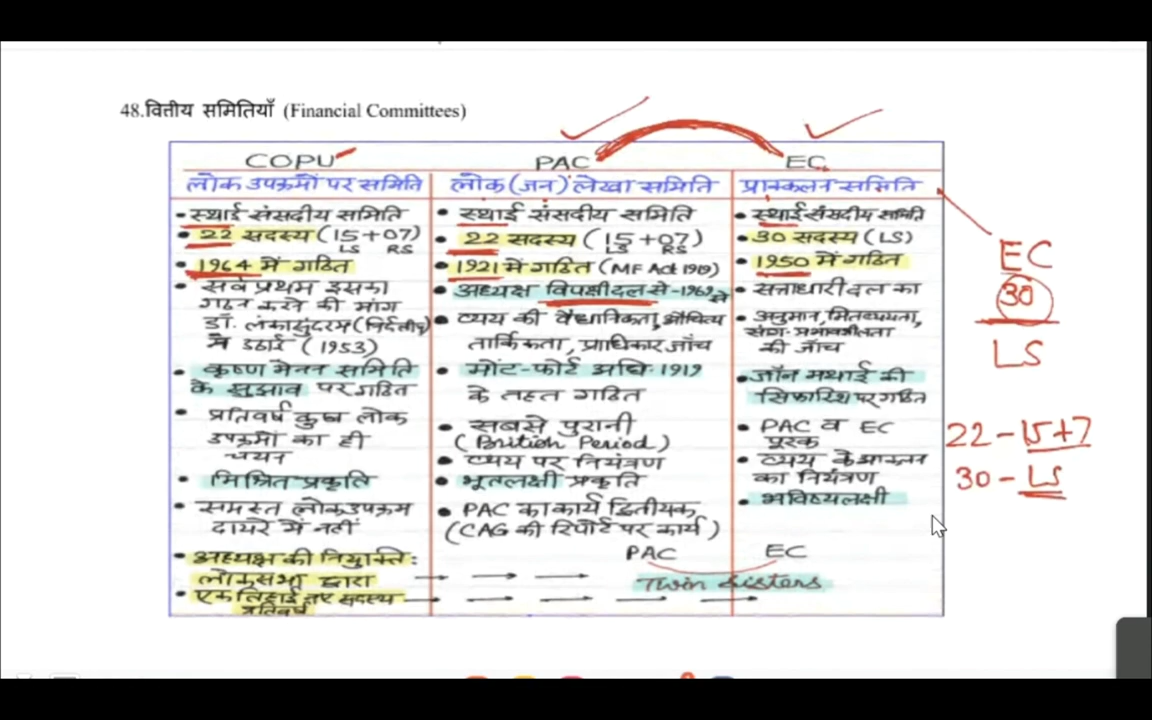 48.वित्तीय समितियाँ (Financial Committees)
COPU
लोक उपक्रमों पर समिति
• स्थाई संसदीय समिति
• 22 सदस्य (15+07)
LS RS
• 1964 में गठित
• सर्व प्रथम इसका
गठन करने की मांग
डॉ. लंकासुंदरम (निर्दलीय)
ने उठाई (1953)
• कृष्ण मेनन समिति
के सुझाव पर गठित
• प्रतिवर्ष कुछ लोक
उपक्रमों का ही
चयन
• मिश्रित प्रकृति
• समस्त लोकउपक्रम
दायरे में नहीं
• अध्यक्ष की नियुक्ति:
लोकसभा द्वारा → → →
• एक तिहाई नए सदस्य
प्रतिवर्ष → → → → →
PAC
लोक (जन) लेखा समिति
• स्थाई संसदीय समिति
• 22 सदस्य (15+07)
LS RS
• 1921 में गठित (MF Act 1919)
• अध्यक्ष विपक्षी दल से -1969 से
• व्यय की वैधानिकता, औचित्य
तार्किकता, प्राधिकार जाँच
• मोंट-फोर्ट अधि. 1919
के तहत गठित
• सबसे पुरानी
(British Period)
• व्यय पर नियंत्रण
• भूतलक्षी प्रकृति
• PAC का कार्य द्वितीयक
(CAG की रिपोर्ट पर कार्य)
EC
प्राक्कलन समिति
• स्थाई संसदीय समिति
• 30 सदस्य (LS)
• 1950 में गठित
• सत्ताधारी दल का
• अनुमान, मितव्ययता,
की जाँच
• जॉन मथाई की
सिफारिश पर गठित
• PAC व EC
पूरक
• व्यय के प्राक्कलन
का नियंत्रण
• भविष्यलक्षी
PAC EC
Twin Sisters
EC
30
LS
22 - 15+7
30 - LS